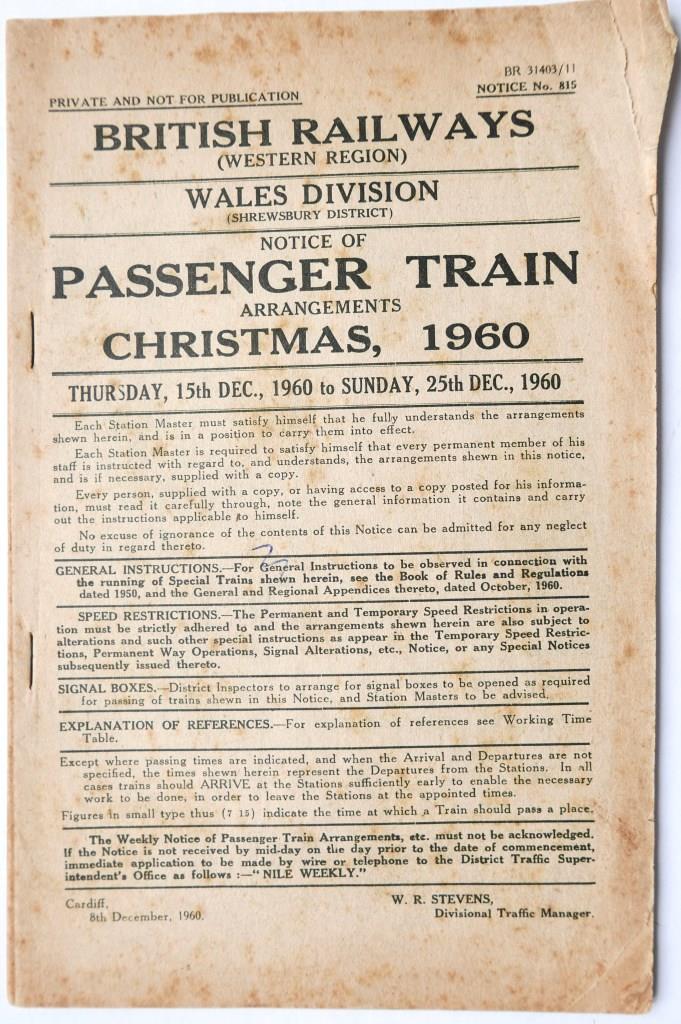 BR 31403/11
PRIVATE AND NOT FOR PUBLICATION
NOTICE No. 815
BRITISH RAILWAYS
(WESTERN REGION)
WALES DIVISION
(SHREWSBURY DISTRICT)
NOTICE OF
PASSENGER TRAIN
ARRANGEMENTS
CHRISTMAS, 1960
THURSDAY, 15th DEC., 1960 to SUNDAY, 25th DEC., 1960
Each Station Master must satisfy himself that he fully understands the arrangements
shewn herein, and is in a position to carry them into effect.
Each Station Master is required to satisfy himself that every permanent member of his
staff is instructed with regard to, and understands, the arrangements shewn in this notice,
and is if necessary, supplied with a copy.
Every person, supplied with a copy, or having access to a copy posted for his informa-
tion, must read it carefully through, note the general information it contains and carry
out the instructions applicable to himself.
No excuse of ignorance of the contents of this Notice can be admitted for any neglect
of duty in regard thereto.
GENERAL INSTRUCTIONS.—For General Instructions to be observed in connection with
the running of Special Trains shewn herein, see the Book of Rules and Regulations
dated 1950, and the General and Regional Appendices thereto, dated October, 1960.
SPEED RESTRICTIONS.—The Permanent and Temporary Speed Restrictions in opera-
tion must be strictly adhered to and the arrangements shewn herein are also subject to
alterations and such other special instructions as appear in the Temporary Speed Restric-
tions, Permanent Way Operations, Signal Alterations, etc., Notice, or any Special Notices
subsequently issued thereto.
SIGNAL BOXES.—District Inspectors to arrange for signal boxes to be opened as required
for passing of trains shewn in this Notice, and Station Masters to be advised.
EXPLANATION OF REFERENCES.—For explanation of references see Working Time
Table.
Except where passing times are indicated, and when the Arrival and Departures are not
specified, the times shewn herein represent the Departures from the Stations. In all
cases trains should ARRIVE at the Stations sufficiently early to enable the necessary
work to be done, in order to leave the Stations at the appointed times.
Figures in small type thus (7 15) indicate the time at which a Train should pass a place.
The Weekly Notice of Passenger Train Arrangements, etc. must not be acknowledged.
If the Notice is not received by mid-day on the day prior to the date of commencement,
immediate application to be made by wire or telephone to the District Traffic Super-
intendent's Office as follows :—" NILE WEEKLY."
Cardiff,
8th December, 1960.
W. R. STEVENS,
Divisional Traffic Manager.